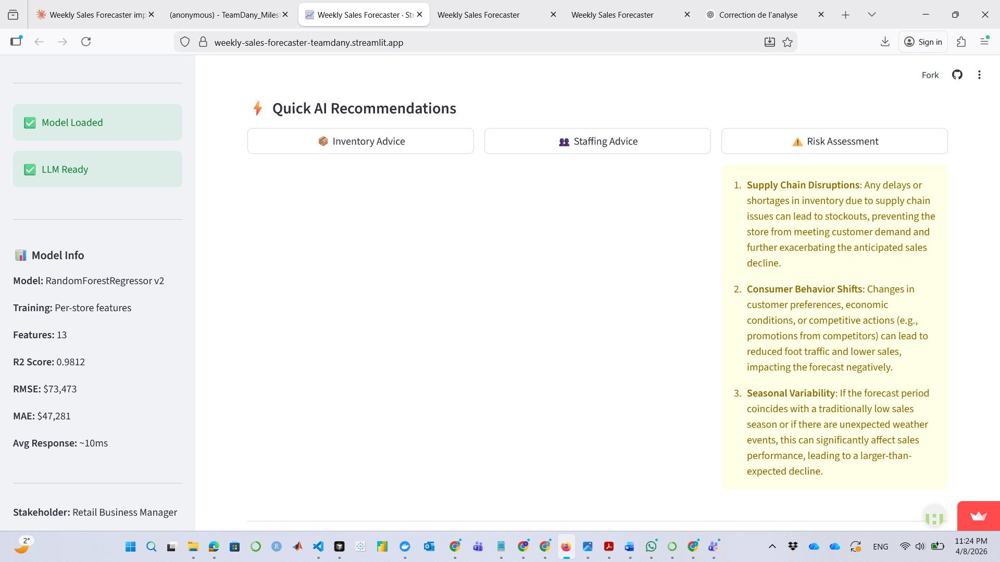 Weekly Sales Forecaster imp
(anonymous) - TeamDany_Miles
Weekly Sales Forecaster · Str
Weekly Sales Forecaster
Weekly Sales Forecaster
Correction de l'analyse
weekly-sales-forecaster-teamdany.streamlit.app
Sign in
Fork
Model Loaded
LLM Ready
Model Info
Model: RandomForestRegressor v2
Training: Per-store features
Features: 13
R2 Score: 0.9812
RMSE: $73,473
MAE: $47,281
Avg Response: ~10ms
Stakeholder: Retail Business Manager
Quick AI Recommendations
Inventory Advice
Staffing Advice
Risk Assessment
1. Supply Chain Disruptions: Any delays or
shortages in inventory due to supply chain
issues can lead to stockouts, preventing the
store from meeting customer demand and
further exacerbating the anticipated sales
decline.
2. Consumer Behavior Shifts: Changes in
customer preferences, economic
conditions, or competitive actions (e.g.,
promotions from competitors) can lead to
reduced foot traffic and lower sales,
impacting the forecast negatively.
3. Seasonal Variability: If the forecast period
coincides with a traditionally low sales
season or if there are unexpected weather
events, this can significantly affect sales
performance, leading to a larger-than-
expected decline.
2°
ENG
11:24 PM
4/8/2026